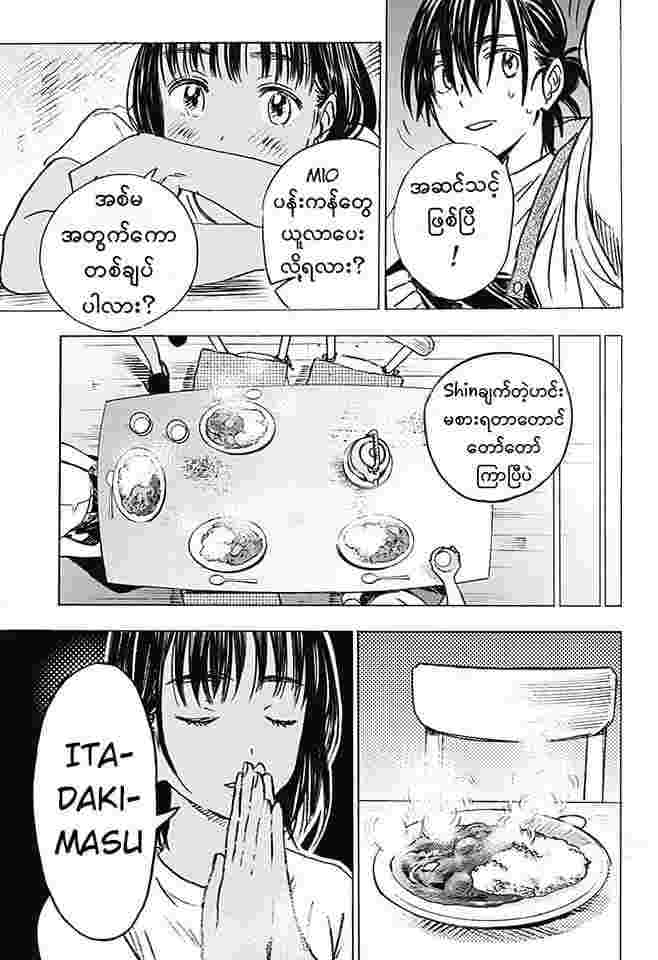 အဆင်သင့်
ဖြစ်ပြီ
!
MIO
ပန်းကန်တွေ
ယူလာပေး
လို့ရလား?
အစ်မ
အတွက်ကော
တစ်ချပ်
ပါလား?
Shinချက်တဲ့ဟင်း
မစားရတာတောင်
တော်တော်
ကြာပြီပဲ
ITA-
DAKI-
MASU